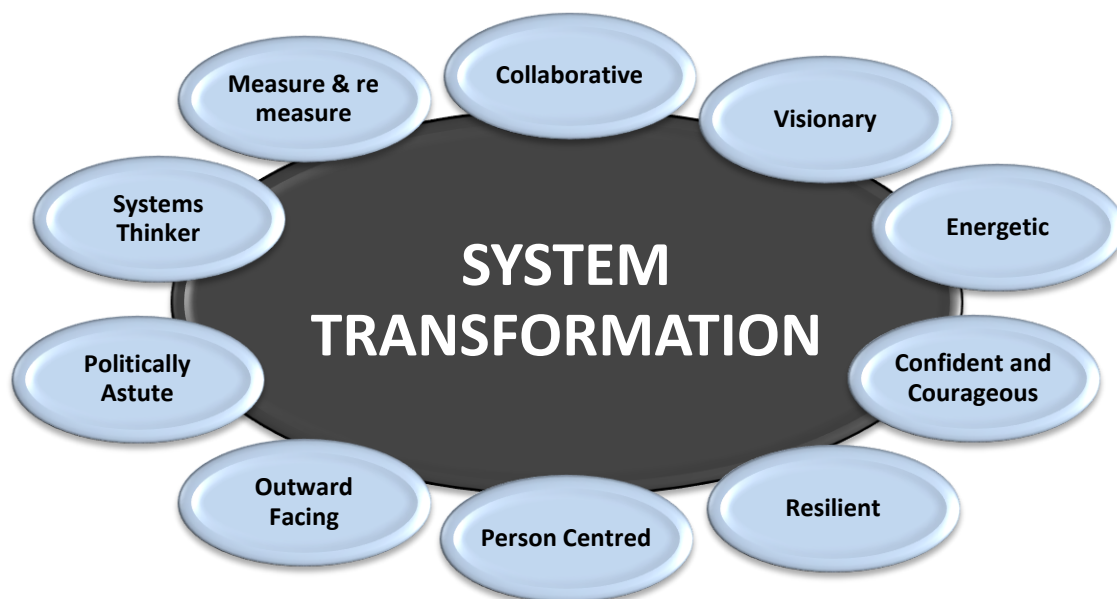 Collaborative
Visionary
Energetic
Confident and
Courageous
Resilient
Person Centred
Outward
Facing
Politically
Astute
Systems
Thinker
Measure & re
measure
SYSTEM
TRANSFORMATION